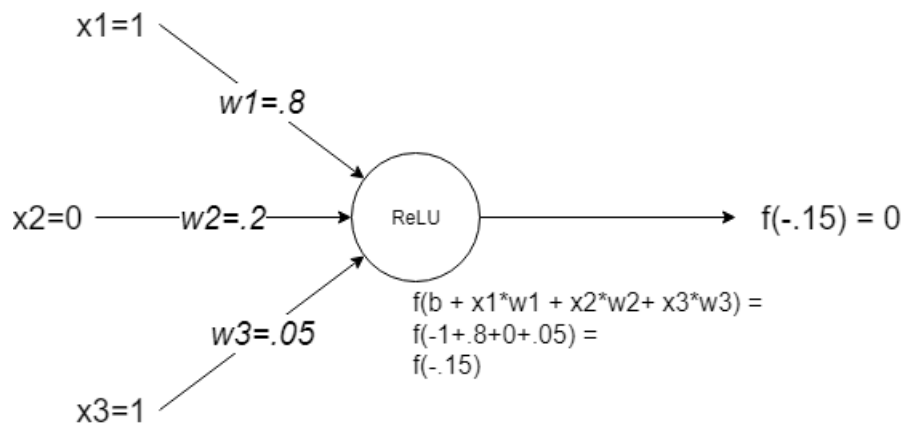 x1=1
w1=.8
x2=0
w2=.2
ReLU
f(-.15) = 0
f(b + x1*w1 + x2*w2+ x3*w3) =
f(-1+.8+0+.05) =
f(-.15)
w3=.05
x3=1